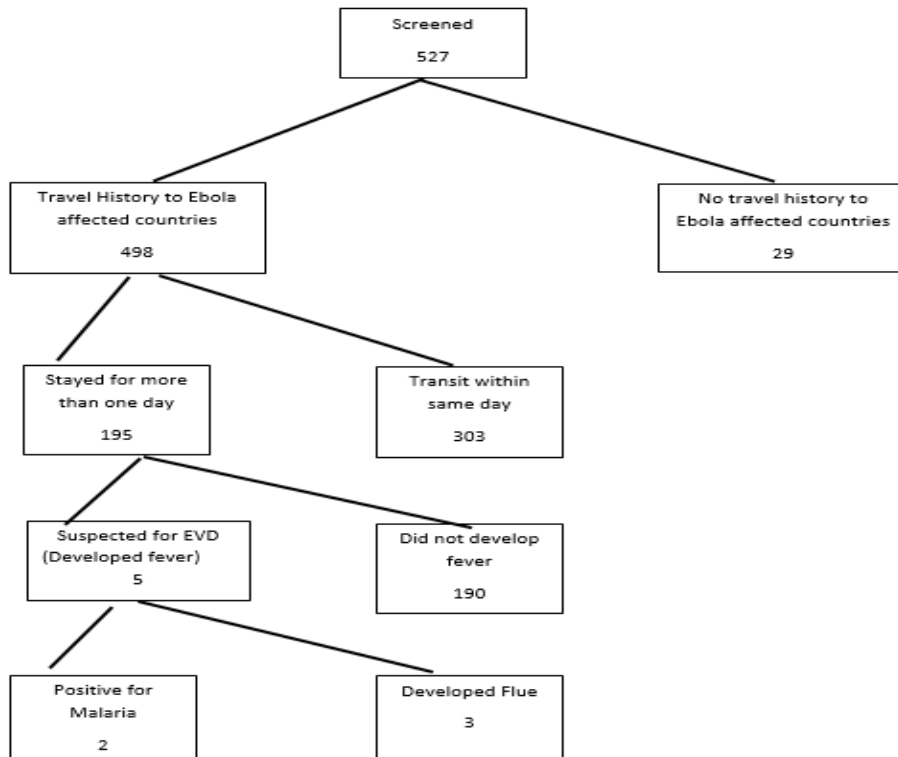 Screened
527
Travel History to Ebola
affected countries
498
No travel history to
Ebola affected countries
29
Stayed for more
than one day
195
Transit within
same day
303
Suspected for EVD
(Developed fever)
5
Did not develop
fever
190
Positive for
Malaria
2
Developed Flue
3